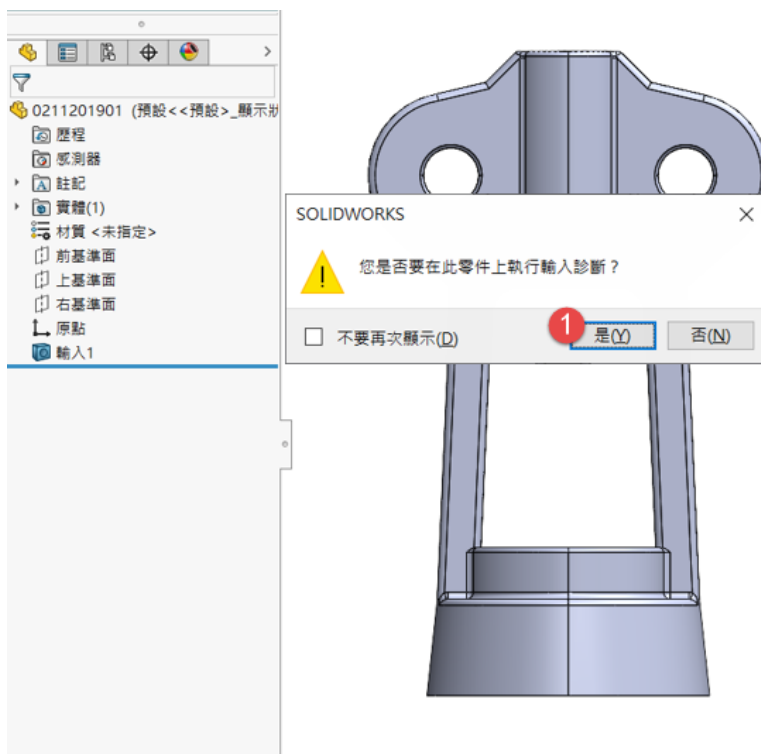 0211201901 (預設<<預設>_顯示狀
歷程
感測器
註記
實體(1)
材質 <未指定>
前基準面
上基準面
右基準面
原點
輸入1
SOLIDWORKS
您是否要在此零件上執行輸入診斷？
不要再次顯示(D)
1
是(Y)
否(N)